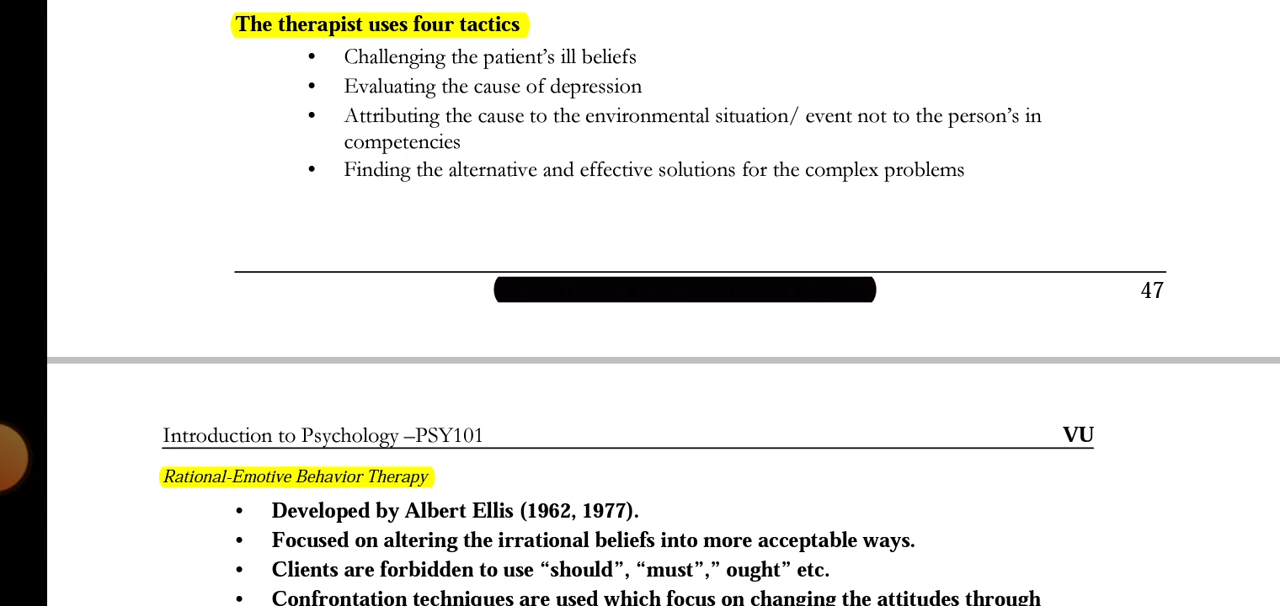 The therapist uses four tactics
• Challenging the patient’s ill beliefs
• Evaluating the cause of depression
• Attributing the cause to the environmental situation/ event not to the person’s in
competencies
• Finding the alternative and effective solutions for the complex problems
47
Introduction to Psychology –PSY101 VU
Rational-Emotive Behavior Therapy
• Developed by Albert Ellis (1962, 1977).
• Focused on altering the irrational beliefs into more acceptable ways.
• Clients are forbidden to use “should”, “must”,” ought” etc.
• Confrontation techniques are used which focus on changing the attitudes through